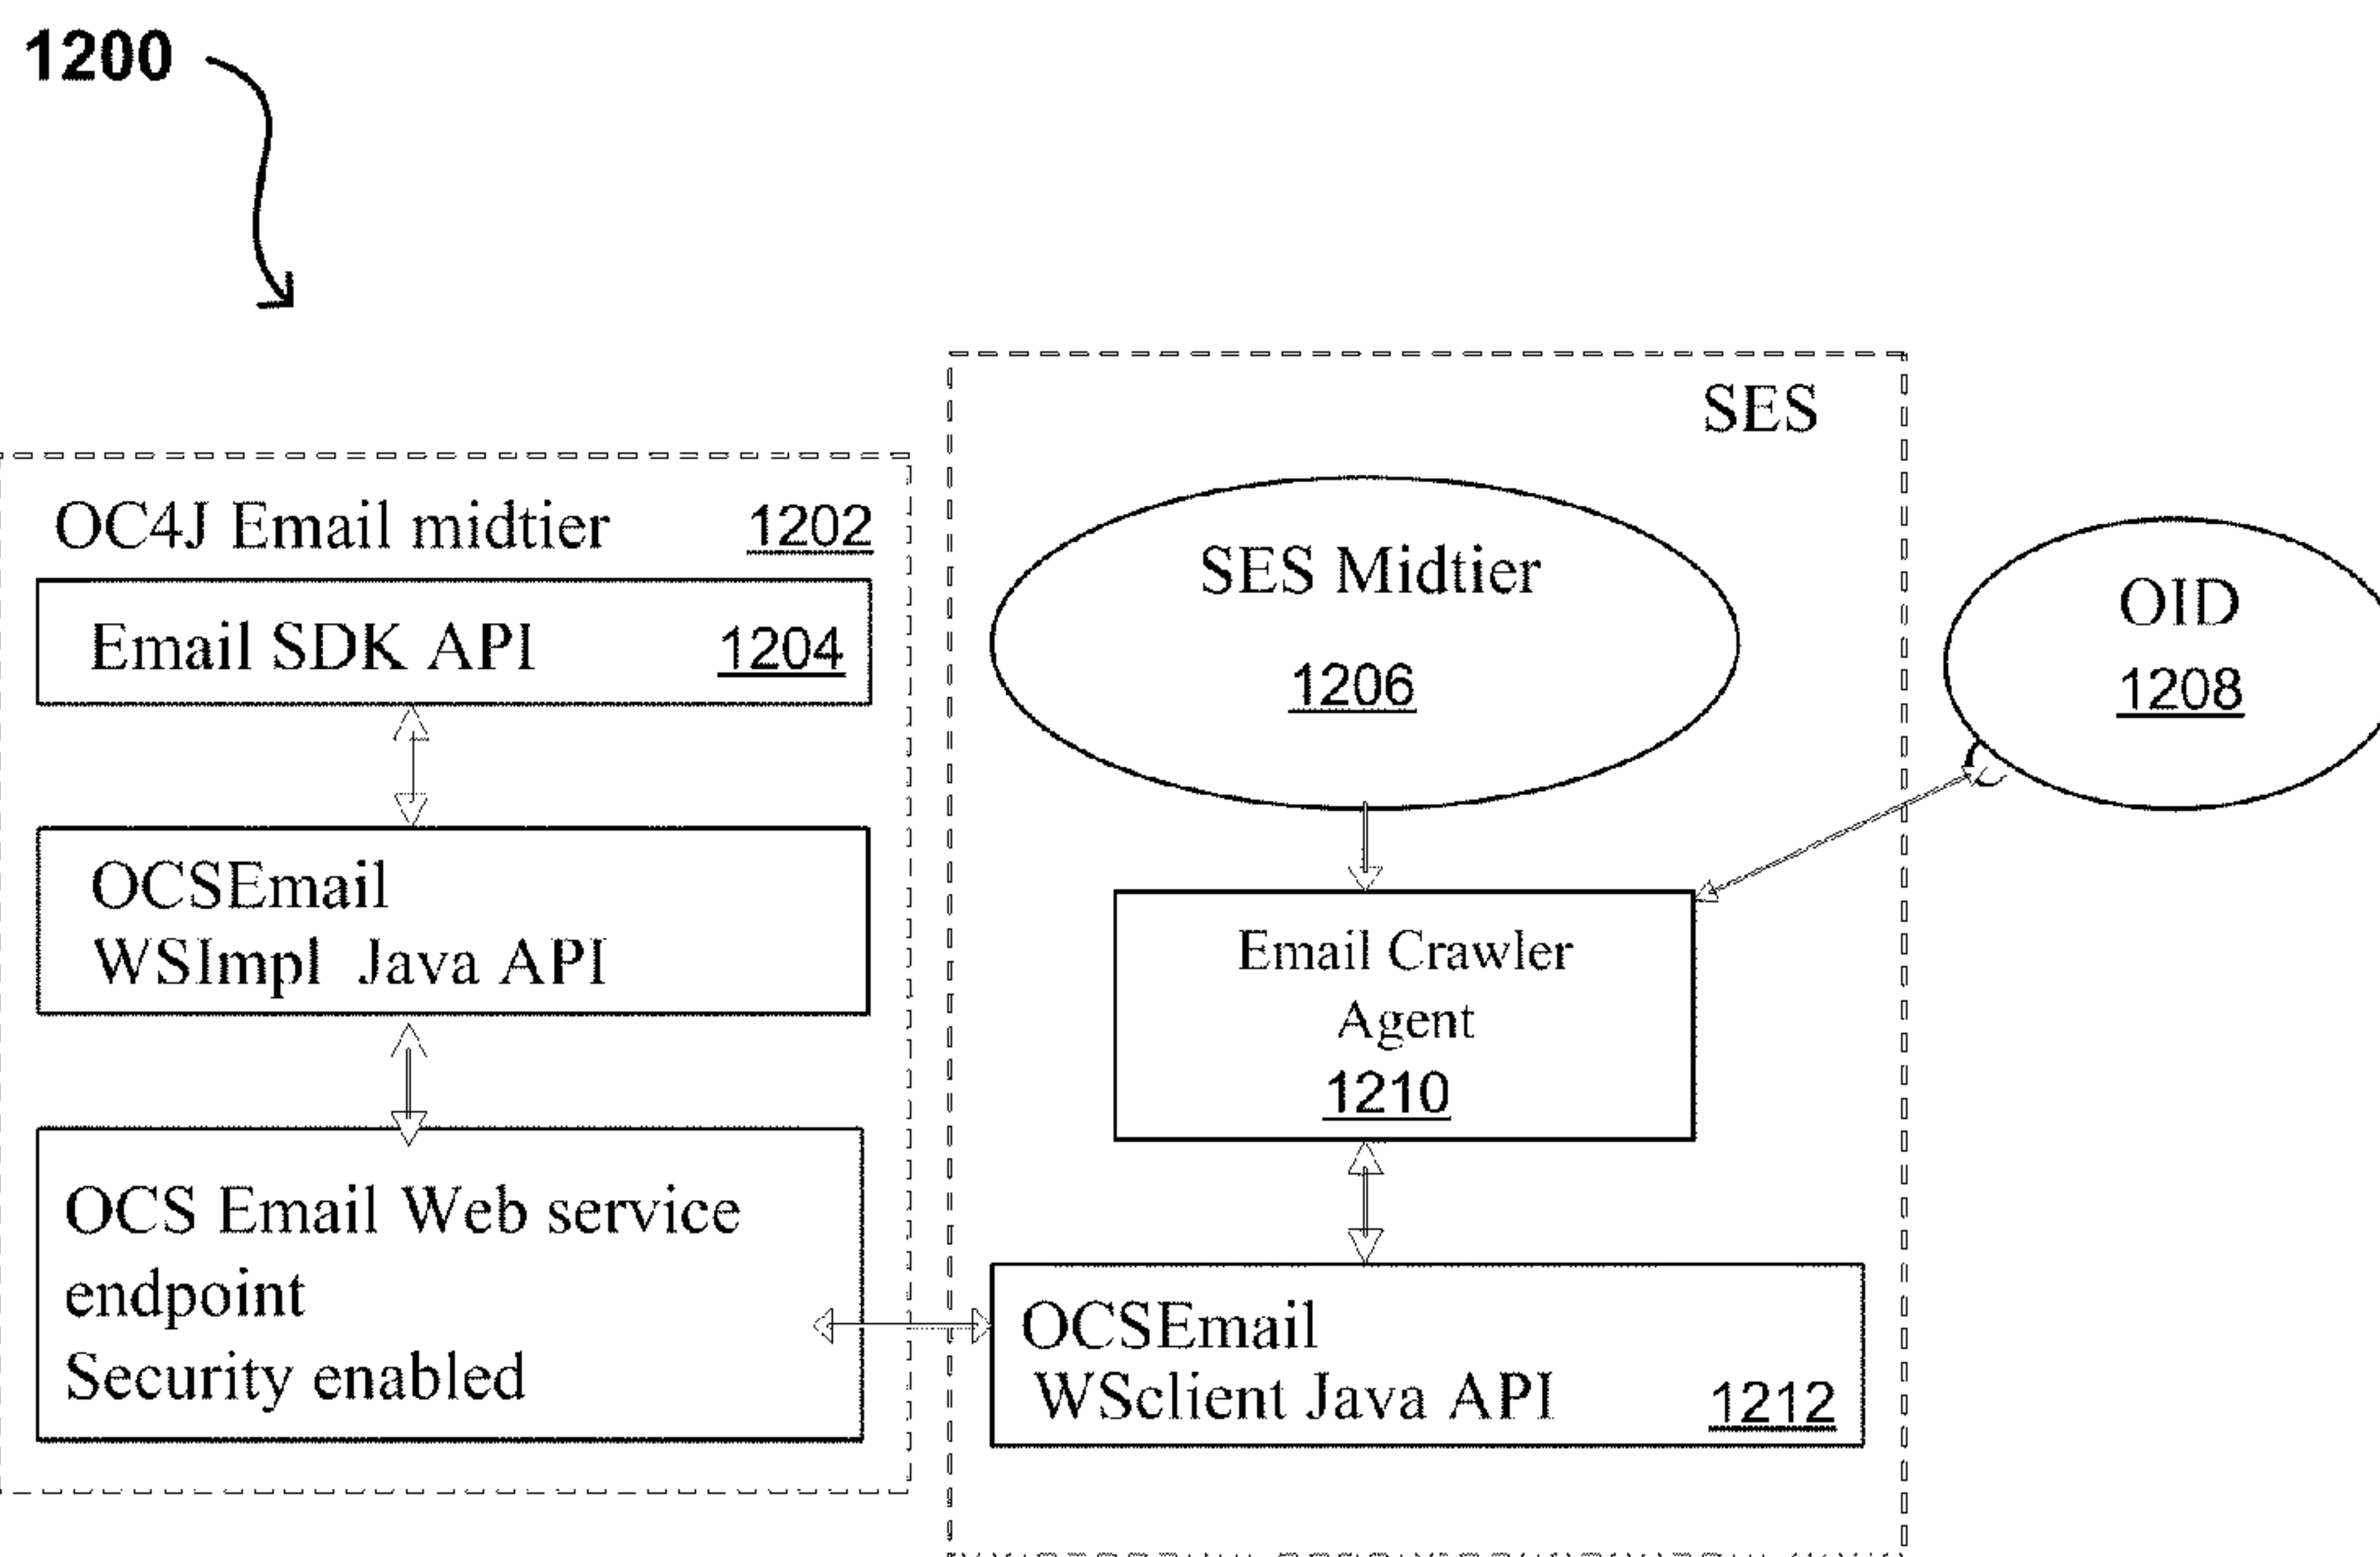 1200
OC4J Email midtier 1202
Email SDK API 1204
OCSEmail
WSImpl Java API
OCS Email Web service
endpoint
Security enabled
SES
SES Midtier
1206
Email Crawler
Agent
1210
OCSEmail
WSclient Java API 1212
OID
1208